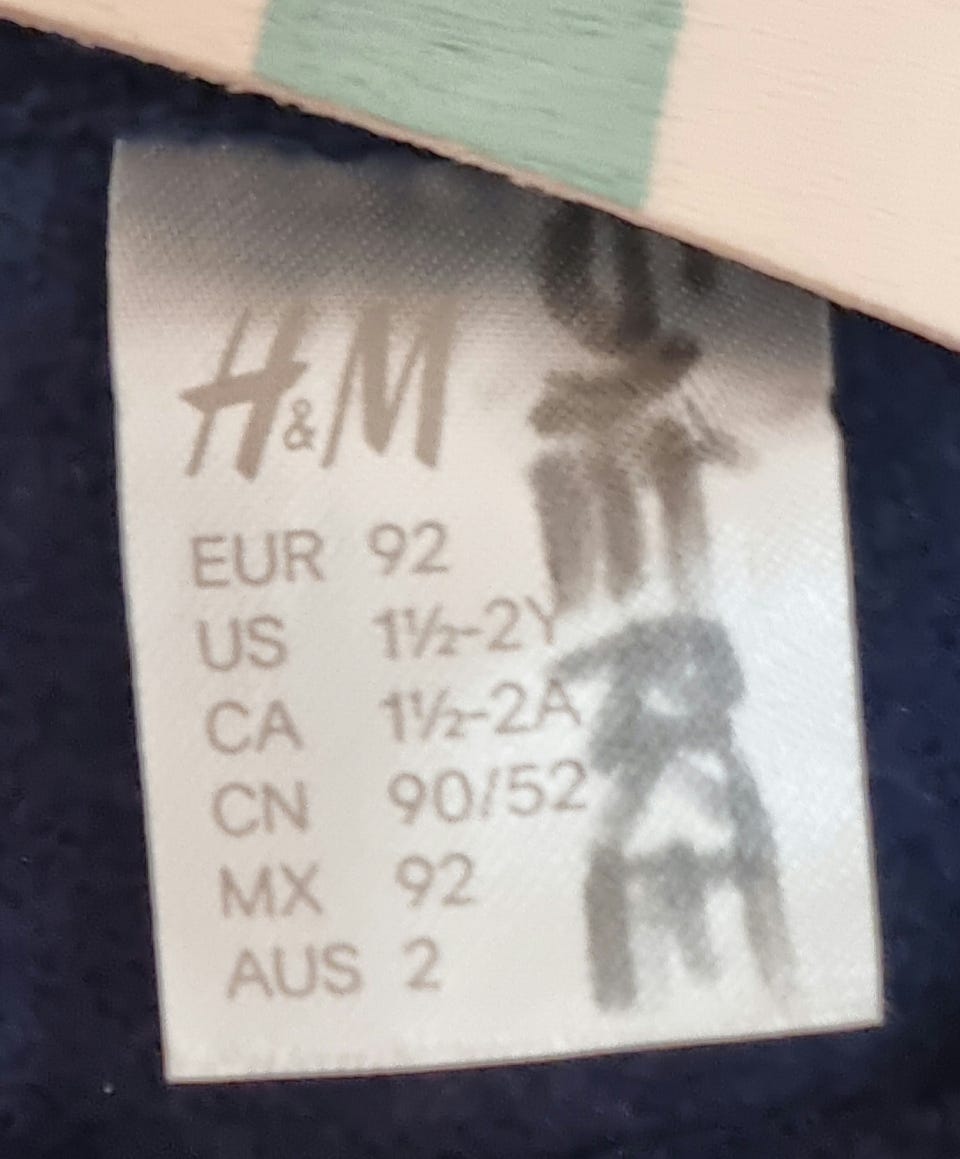 H&M
EUR 92
US 1½-2Y
CA 1½-2A
CN 90/52
MX 92
AUS 2